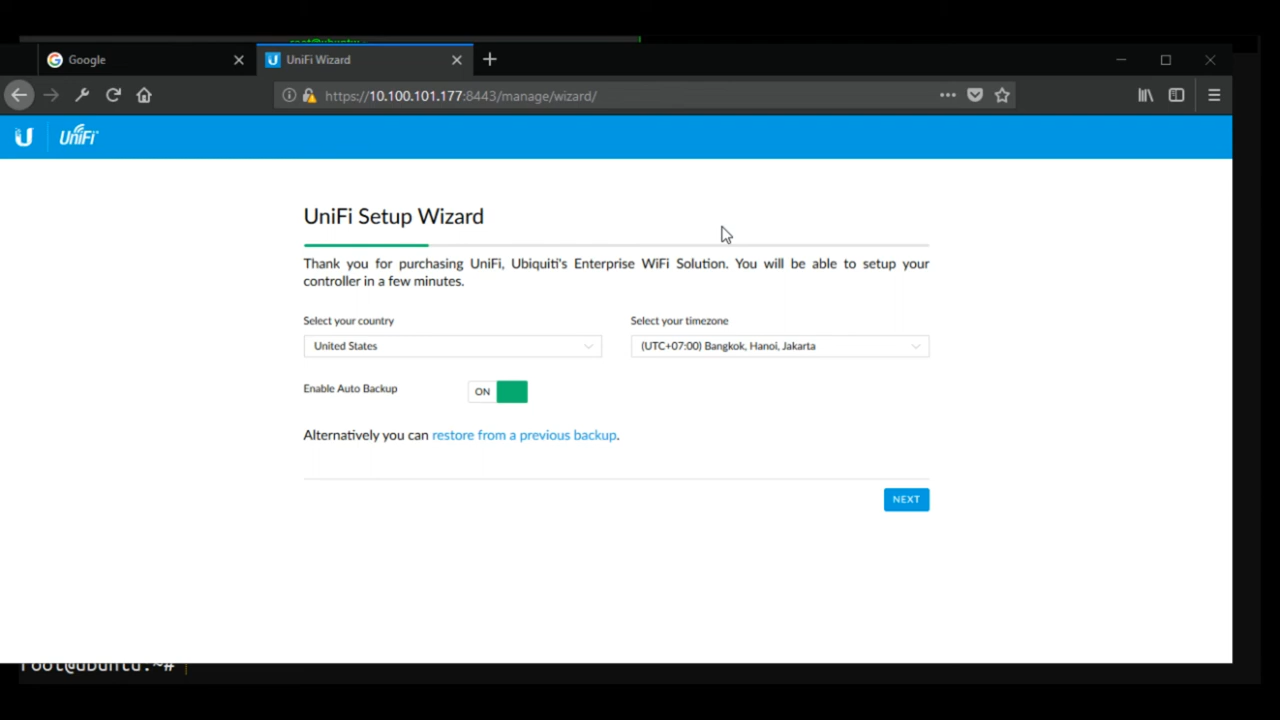 Google
UniFi Wizard
https://10.100.101.177:8443/manage/wizard/
UniFi
UniFi Setup Wizard
Thank you for purchasing UniFi, Ubiquiti's Enterprise WiFi Solution. You will be able to setup your
controller in a few minutes.
Select your country
Select your timezone
United States
(UTC+07:00) Bangkok, Hanoi, Jakarta
Enable Auto Backup
ON
Alternatively you can restore from a previous backup.
NEXT
root@ubuntu:~#